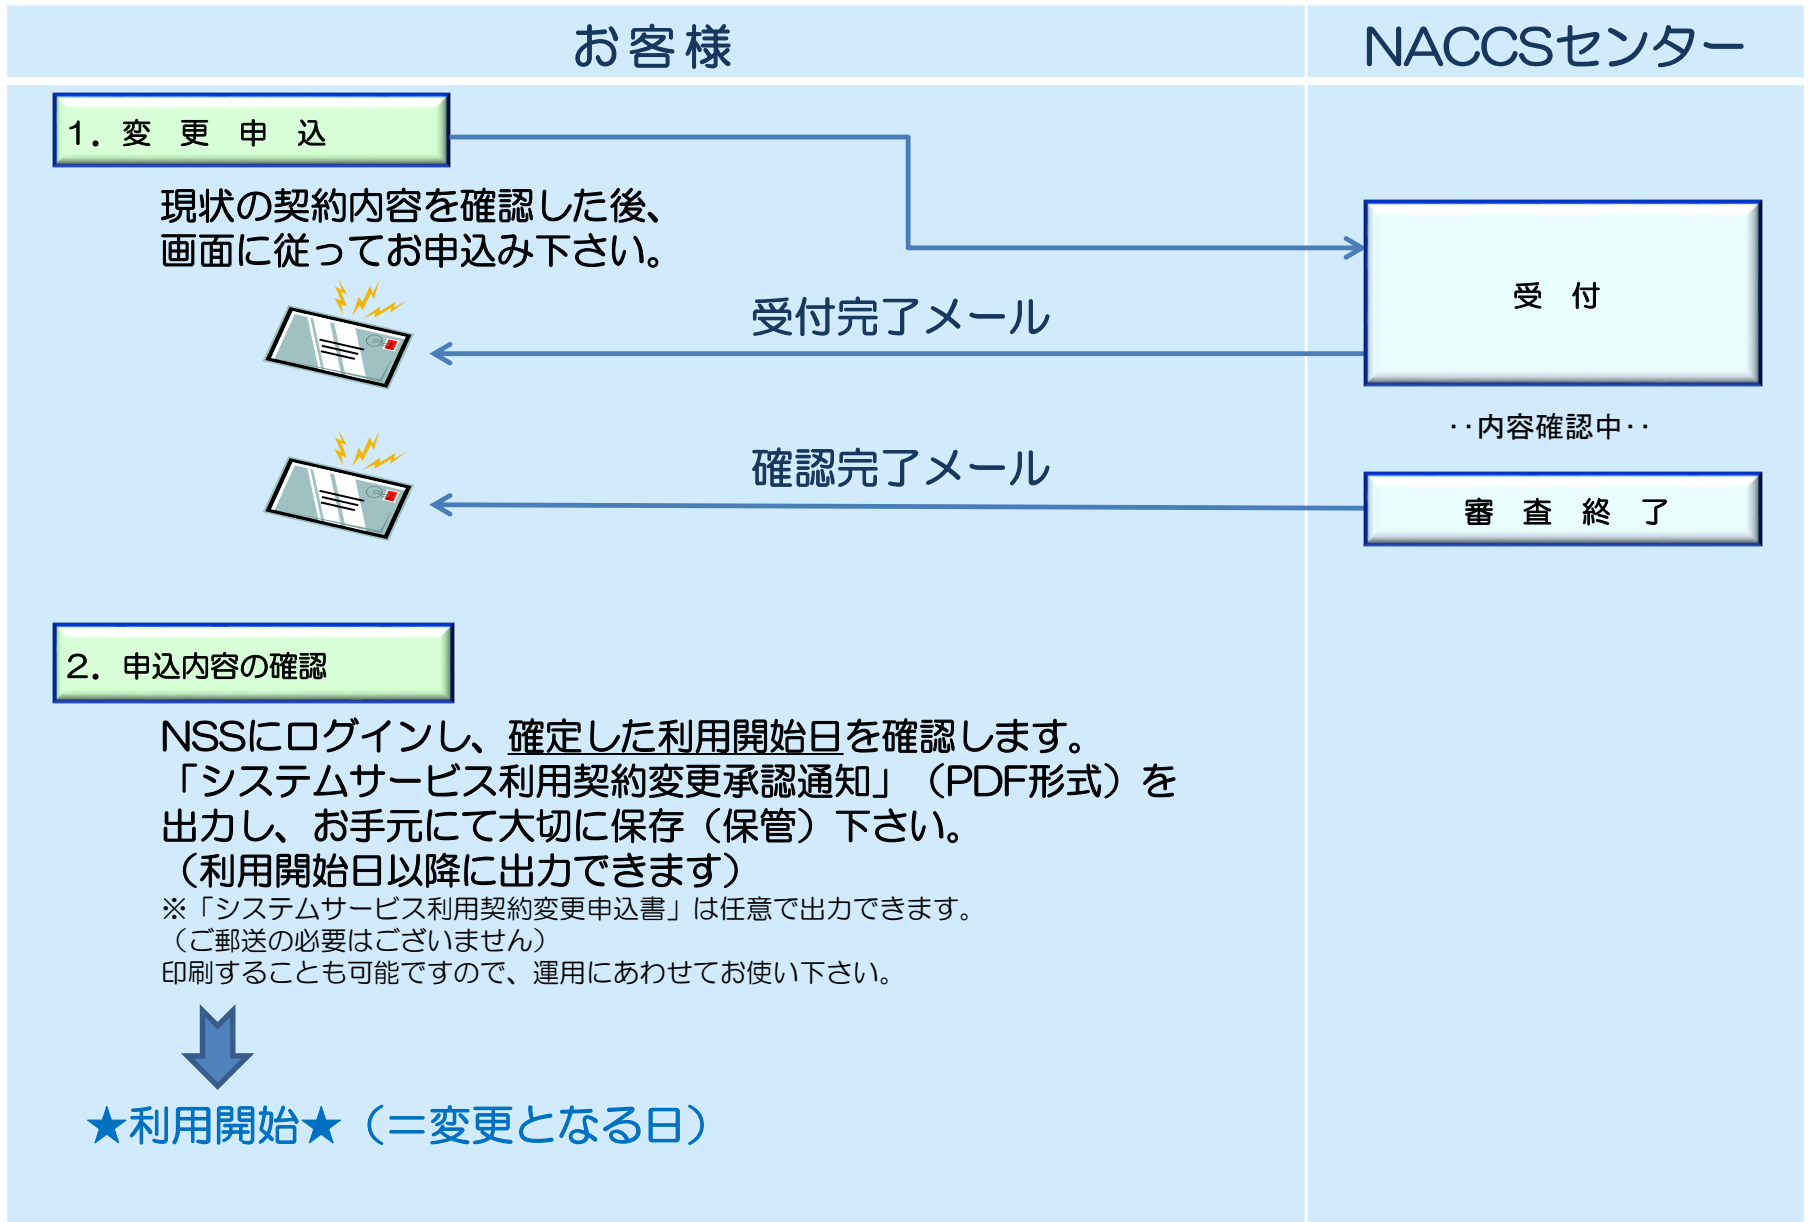 お客様
NACCSセンター
1．変　更　申　込
現状の契約内容を確認した後、
画面に従ってお申込み下さい。
受　付
受付完了メール
‥内容確認中‥
確認完了メール
審　査　終　了
2．申込内容の確認
NSSにログインし、確定した利用開始日を確認します。
「システムサービス利用契約変更承認通知」（PDF形式）を
出力し、お手元にて大切に保存（保管）下さい。
（利用開始日以降に出力できます）
※「システムサービス利用契約変更申込書」は任意で出力できます。
（ご郵送の必要はございません）
印刷することも可能ですので、運用にあわせてお使い下さい。
★利用開始★（＝変更となる日）